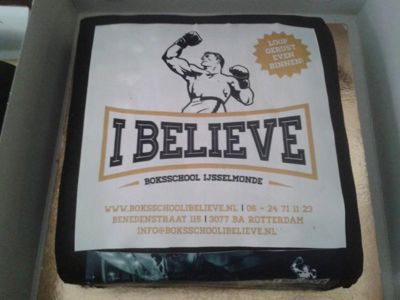 LOOP
GERUST
EVEN
BINNEN!
I BELIEVE
BOKSSCHOOL IJSSELMONDE
WWW.BOKSSCHOOLIBELIEVE.NL | 06 - 24 71 11 23
BENEDENSTRAAT 115 | 3077 BA ROTTERDAM
INFO@BOKSSCHOOLIBELIEVE.NL
I BELIEVE